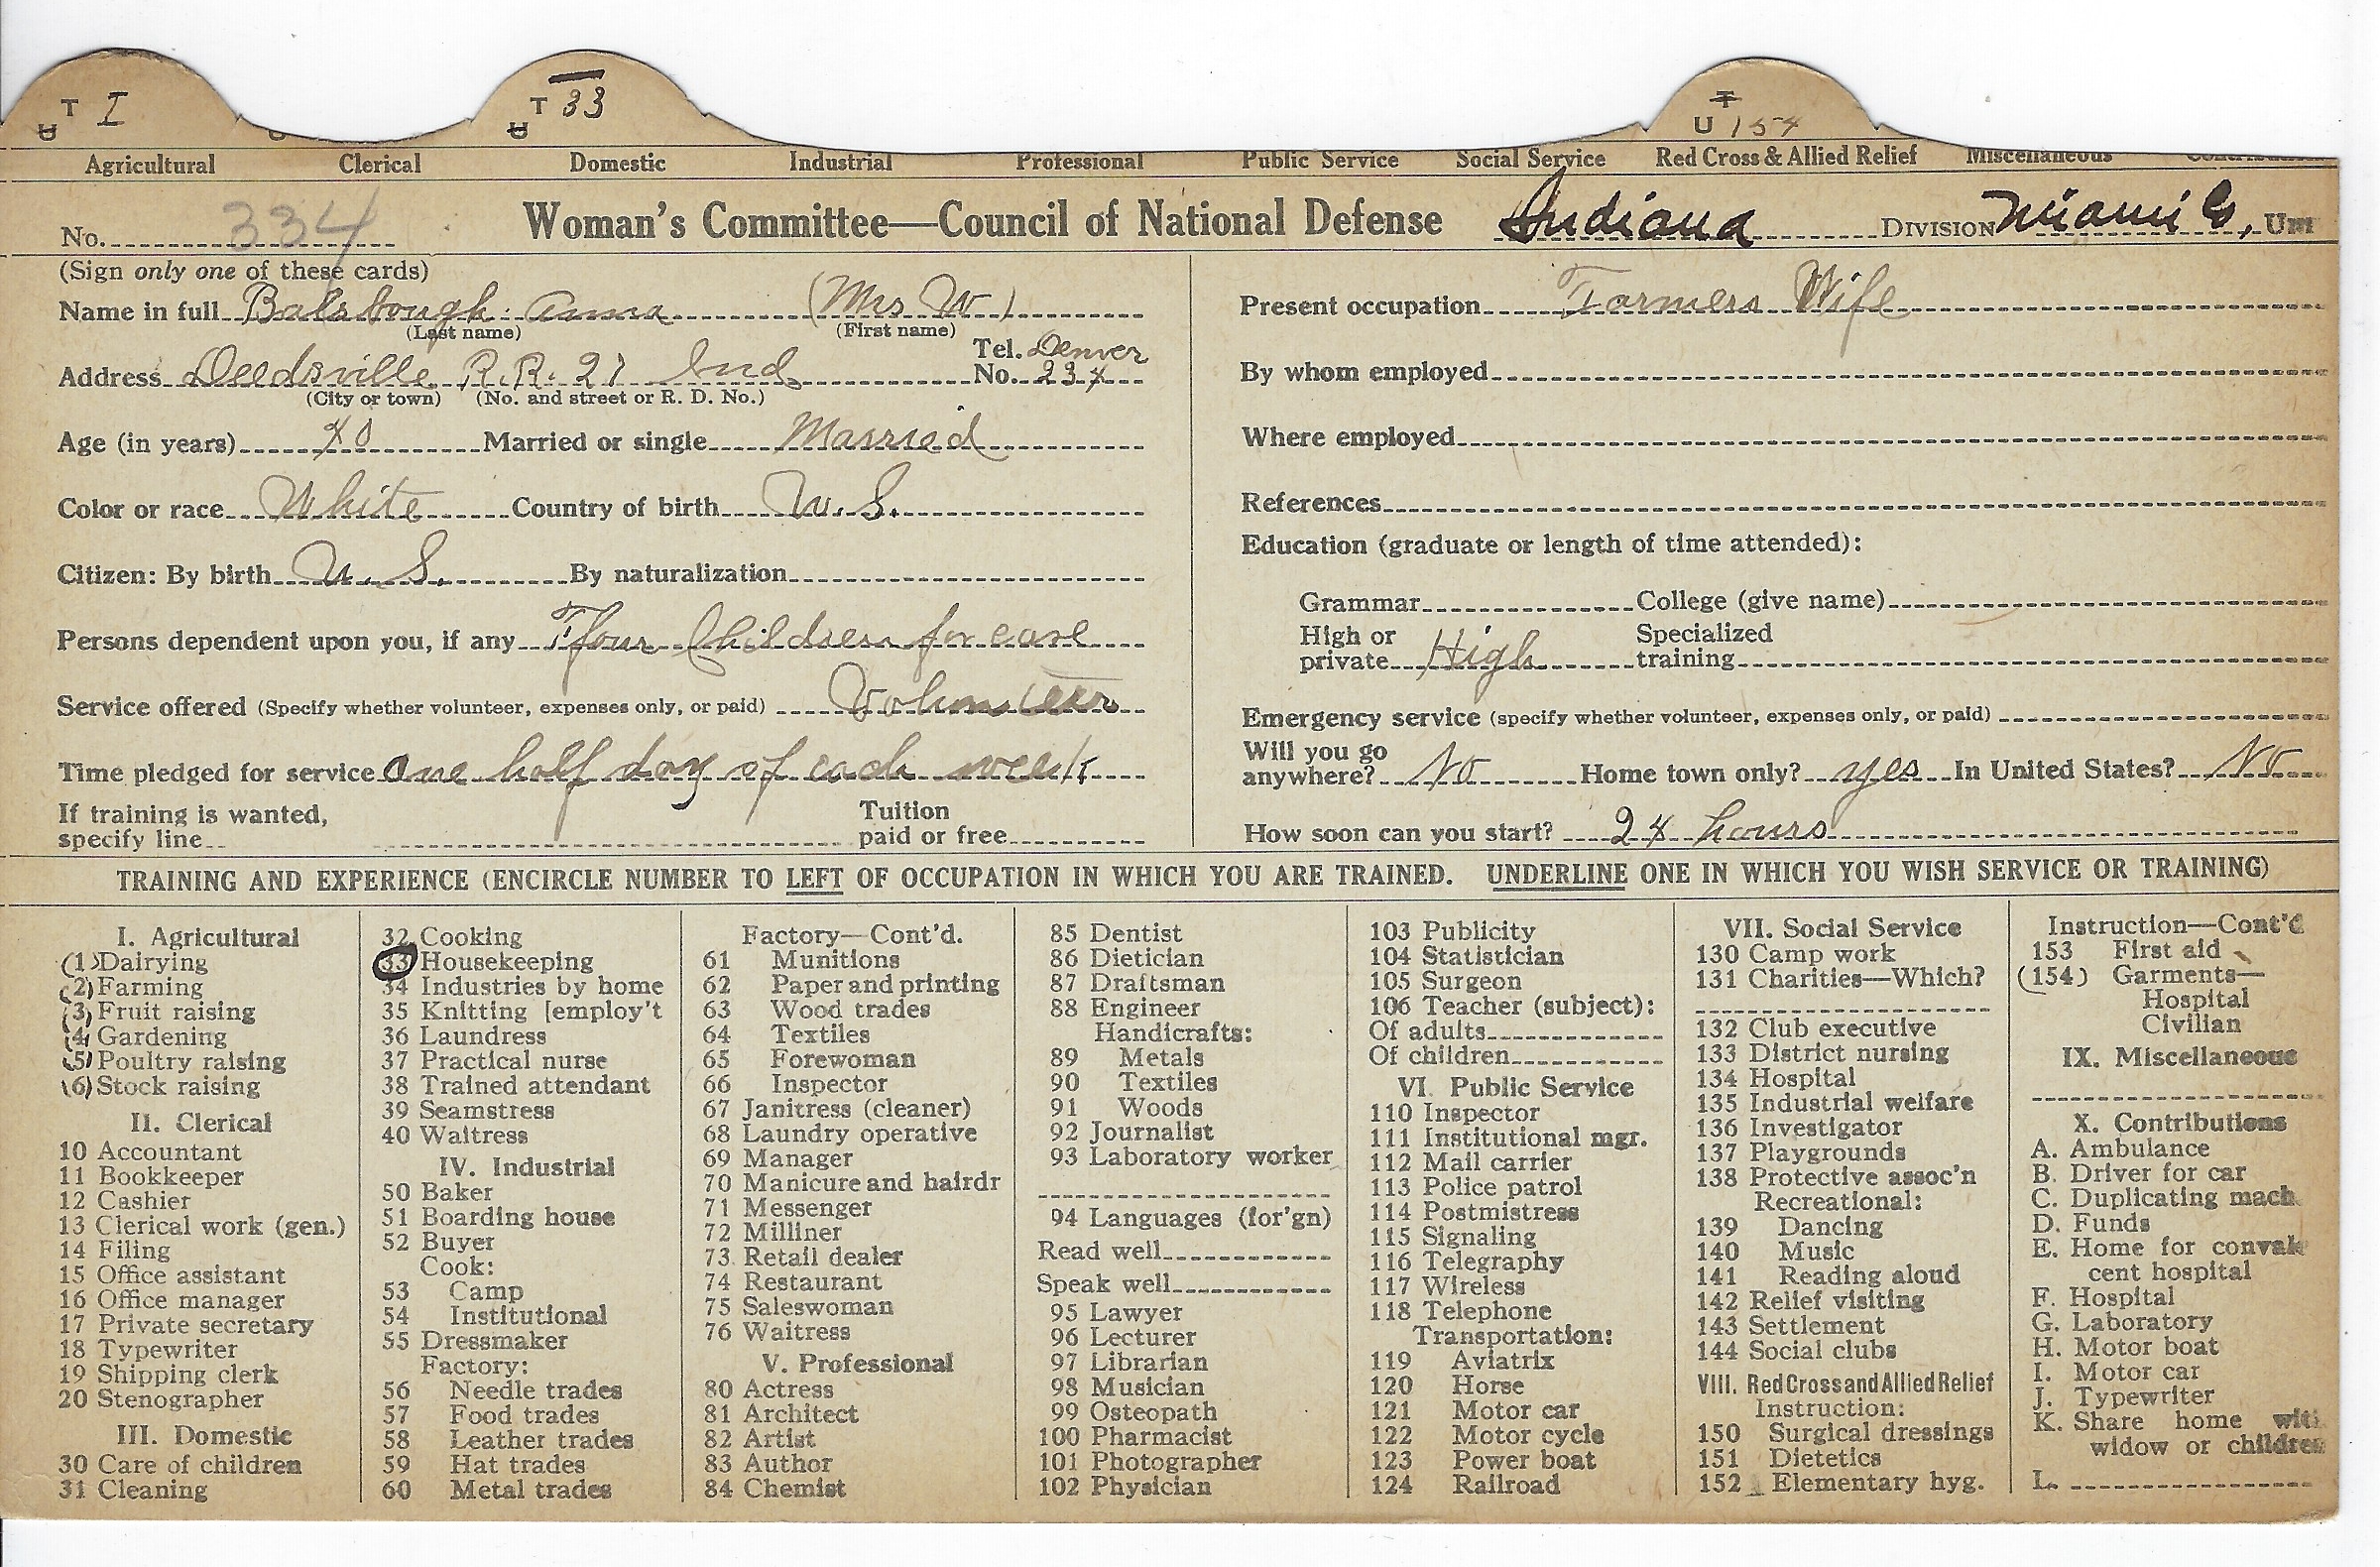 T I U
T 33 U
T U 154
Agricultural Clerical Domestic Industrial Professional Public Service Social Service Red Cross & Allied Relief Miscellaneous
No. 334 Woman's Committee—Council of National Defense Indiana DIVISION Miami Co., Unit
(Sign only one of these cards)
Name in full Balsbough Anna (Mrs W)
(Last name) (First name)
Address Deedsville R.R. 21 Ind Tel. No. Denver 234
(City or town) (No. and street or R. D. No.)
Age (in years) 40 Married or single Married
Color or race White Country of birth U.S.
Citizen: By birth U.S. By naturalization
Persons dependent upon you, if any Four Children for care
Service offered (Specify whether volunteer, expenses only, or paid) Volunteer
Time pledged for service One half day of each week
If training is wanted, specify line Tuition paid or free
Present occupation Farmers Wife
By whom employed
Where employed
References
Education (graduate or length of time attended):
Grammar College (give name)
High or private High Specialized training
Emergency service (specify whether volunteer, expenses only, or paid)
Will you go anywhere? No Home town only? yes In United States? No
How soon can you start? 24 hours
TRAINING AND EXPERIENCE (ENCIRCLE NUMBER TO LEFT OF OCCUPATION IN WHICH YOU ARE TRAINED. UNDERLINE ONE IN WHICH YOU WISH SERVICE OR TRAINING)
I. Agricultural
(1) Dairying
(2) Farming
(3) Fruit raising
(4) Gardening
(5) Poultry raising
(6) Stock raising
II. Clerical
10 Accountant
11 Bookkeeper
12 Cashier
13 Clerical work (gen.)
14 Filing
15 Office assistant
16 Office manager
17 Private secretary
18 Typewriter
19 Shipping clerk
20 Stenographer
III. Domestic
30 Care of children
31 Cleaning
32 Cooking
33 Housekeeping
34 Industries by home
35 Knitting [employ't
36 Laundress
37 Practical nurse
38 Trained attendant
39 Seamstress
40 Waitress
IV. Industrial
50 Baker
51 Boarding house
52 Buyer
Cook:
53 Camp
54 Institutional
55 Dressmaker
Factory:
56 Needle trades
57 Food trades
58 Leather trades
59 Hat trades
60 Metal trades
Factory—Cont'd.
61 Munitions
62 Paper and printing
63 Wood trades
64 Textiles
65 Forewoman
66 Inspector
67 Janitress (cleaner)
68 Laundry operative
69 Manager
70 Manicure and hairdr
71 Messenger
72 Milliner
73 Retail dealer
74 Restaurant
75 Saleswoman
76 Waitress
V. Professional
80 Actress
81 Architect
82 Artist
83 Author
84 Chemist
85 Dentist
86 Dietician
87 Draftsman
88 Engineer
Handicrafts:
89 Metals
90 Textiles
91 Woods
92 Journalist
93 Laboratory worker
94 Languages (for'gn)
Read well
Speak well
95 Lawyer
96 Lecturer
97 Librarian
98 Musician
99 Osteopath
100 Pharmacist
101 Photographer
102 Physician
103 Publicity
104 Statistician
105 Surgeon
106 Teacher (subject):
Of adults
Of children
VI. Public Service
110 Inspector
111 Institutional mgr.
112 Mail carrier
113 Police patrol
114 Postmistress
115 Signaling
116 Telegraphy
117 Wireless
118 Telephone
Transportation:
119 Aviatrix
120 Horse
121 Motor car
122 Motor cycle
123 Power boat
124 Railroad
VII. Social Service
130 Camp work
131 Charities—Which?
132 Club executive
133 District nursing
134 Hospital
135 Industrial welfare
136 Investigator
137 Playgrounds
138 Protective assoc'n
Recreational:
139 Dancing
140 Music
141 Reading aloud
142 Relief visiting
143 Settlement
144 Social clubs
VIII. Red Cross and Allied Relief
Instruction:
150 Surgical dressings
151 Dietetics
152 Elementary hyg.
Instruction—Cont'd
153 First aid
(154) Garments—
Hospital
Civilian
IX. Miscellaneous
X. Contributions
A. Ambulance
B. Driver for car
C. Duplicating mach
D. Funds
E. Home for convales
cent hospital
F. Hospital
G. Laboratory
H. Motor boat
I. Motor car
J. Typewriter
K. Share home with
widow or children
L.